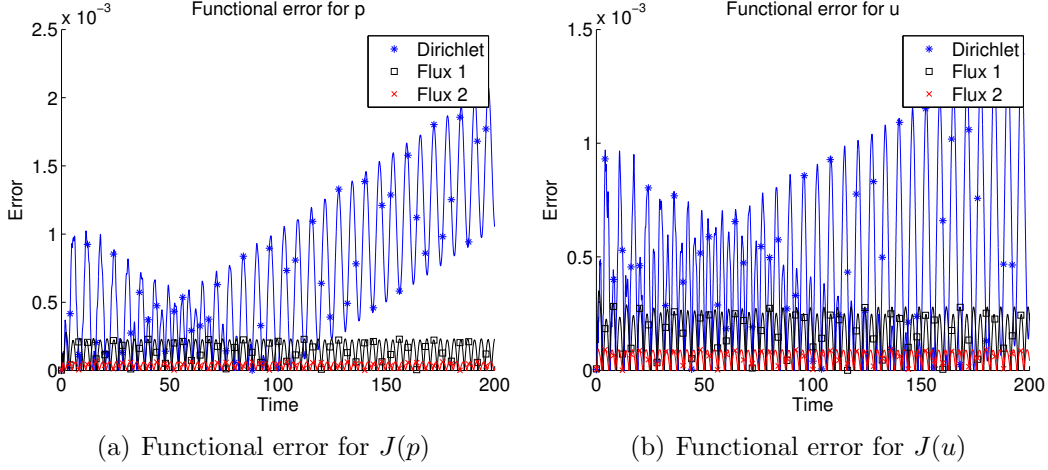 Functional error for p
x 10⁻³
2.5
2
1.5
1
0.5
0
Error
0
50
100
150
200
Time
Dirichlet
Flux 1
Flux 2
(a) Functional error for J(p)
Functional error for u
x 10⁻³
1.5
1
0.5
0
Error
0
50
100
150
200
Time
Dirichlet
Flux 1
Flux 2
(b) Functional error for J(u)